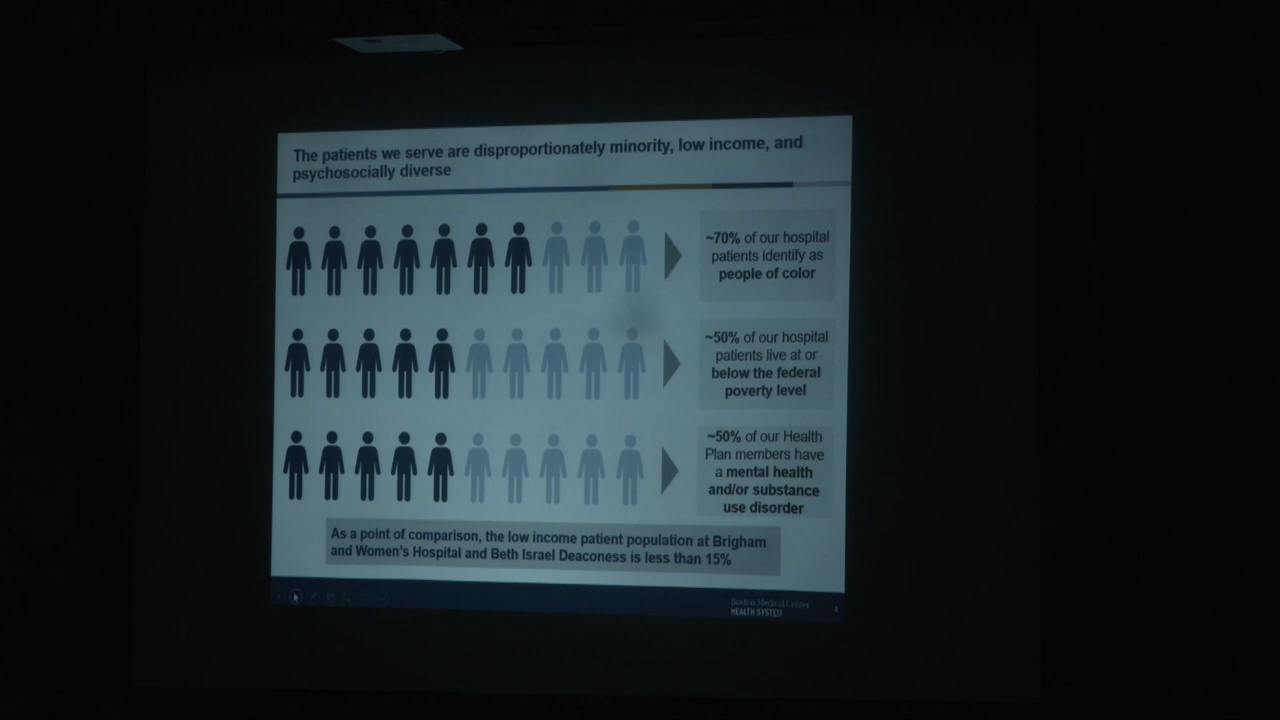 The patients we serve are disproportionately minority, low income, and
psychosocially diverse
~70% of our hospital
patients identify as
people of color
~50% of our hospital
patients live at or
below the federal
poverty level
~50% of our Health
Plan members have
a mental health
and/or substance
use disorder
As a point of comparison, the low income patient population at Brigham
and Women's Hospital and Beth Israel Deaconess is less than 15%
Boston Medical Center
HEALTH SYSTEM